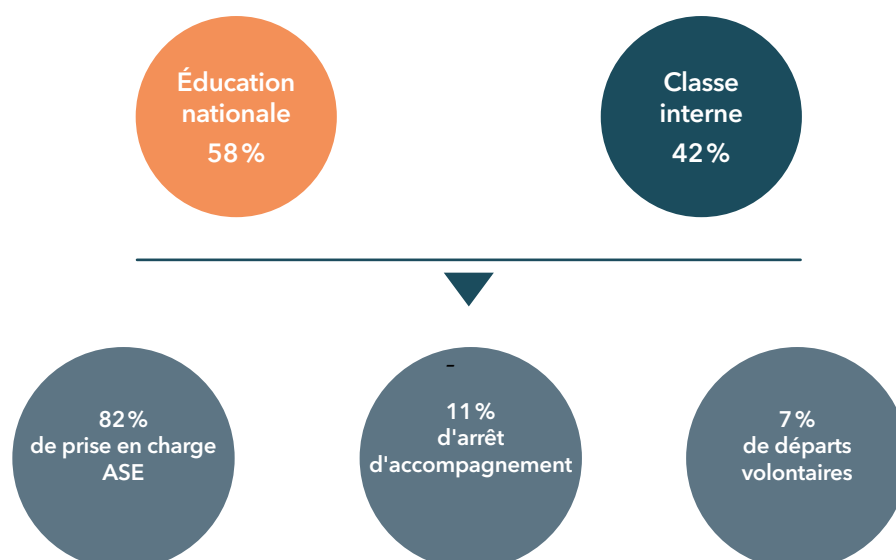 Éducation
nationale
58 %
Classe
interne
42 %
-
82 %
de prise en charge
ASE
11 %
d'arrêt
d'accompagnement
7 %
de départs
volontaires